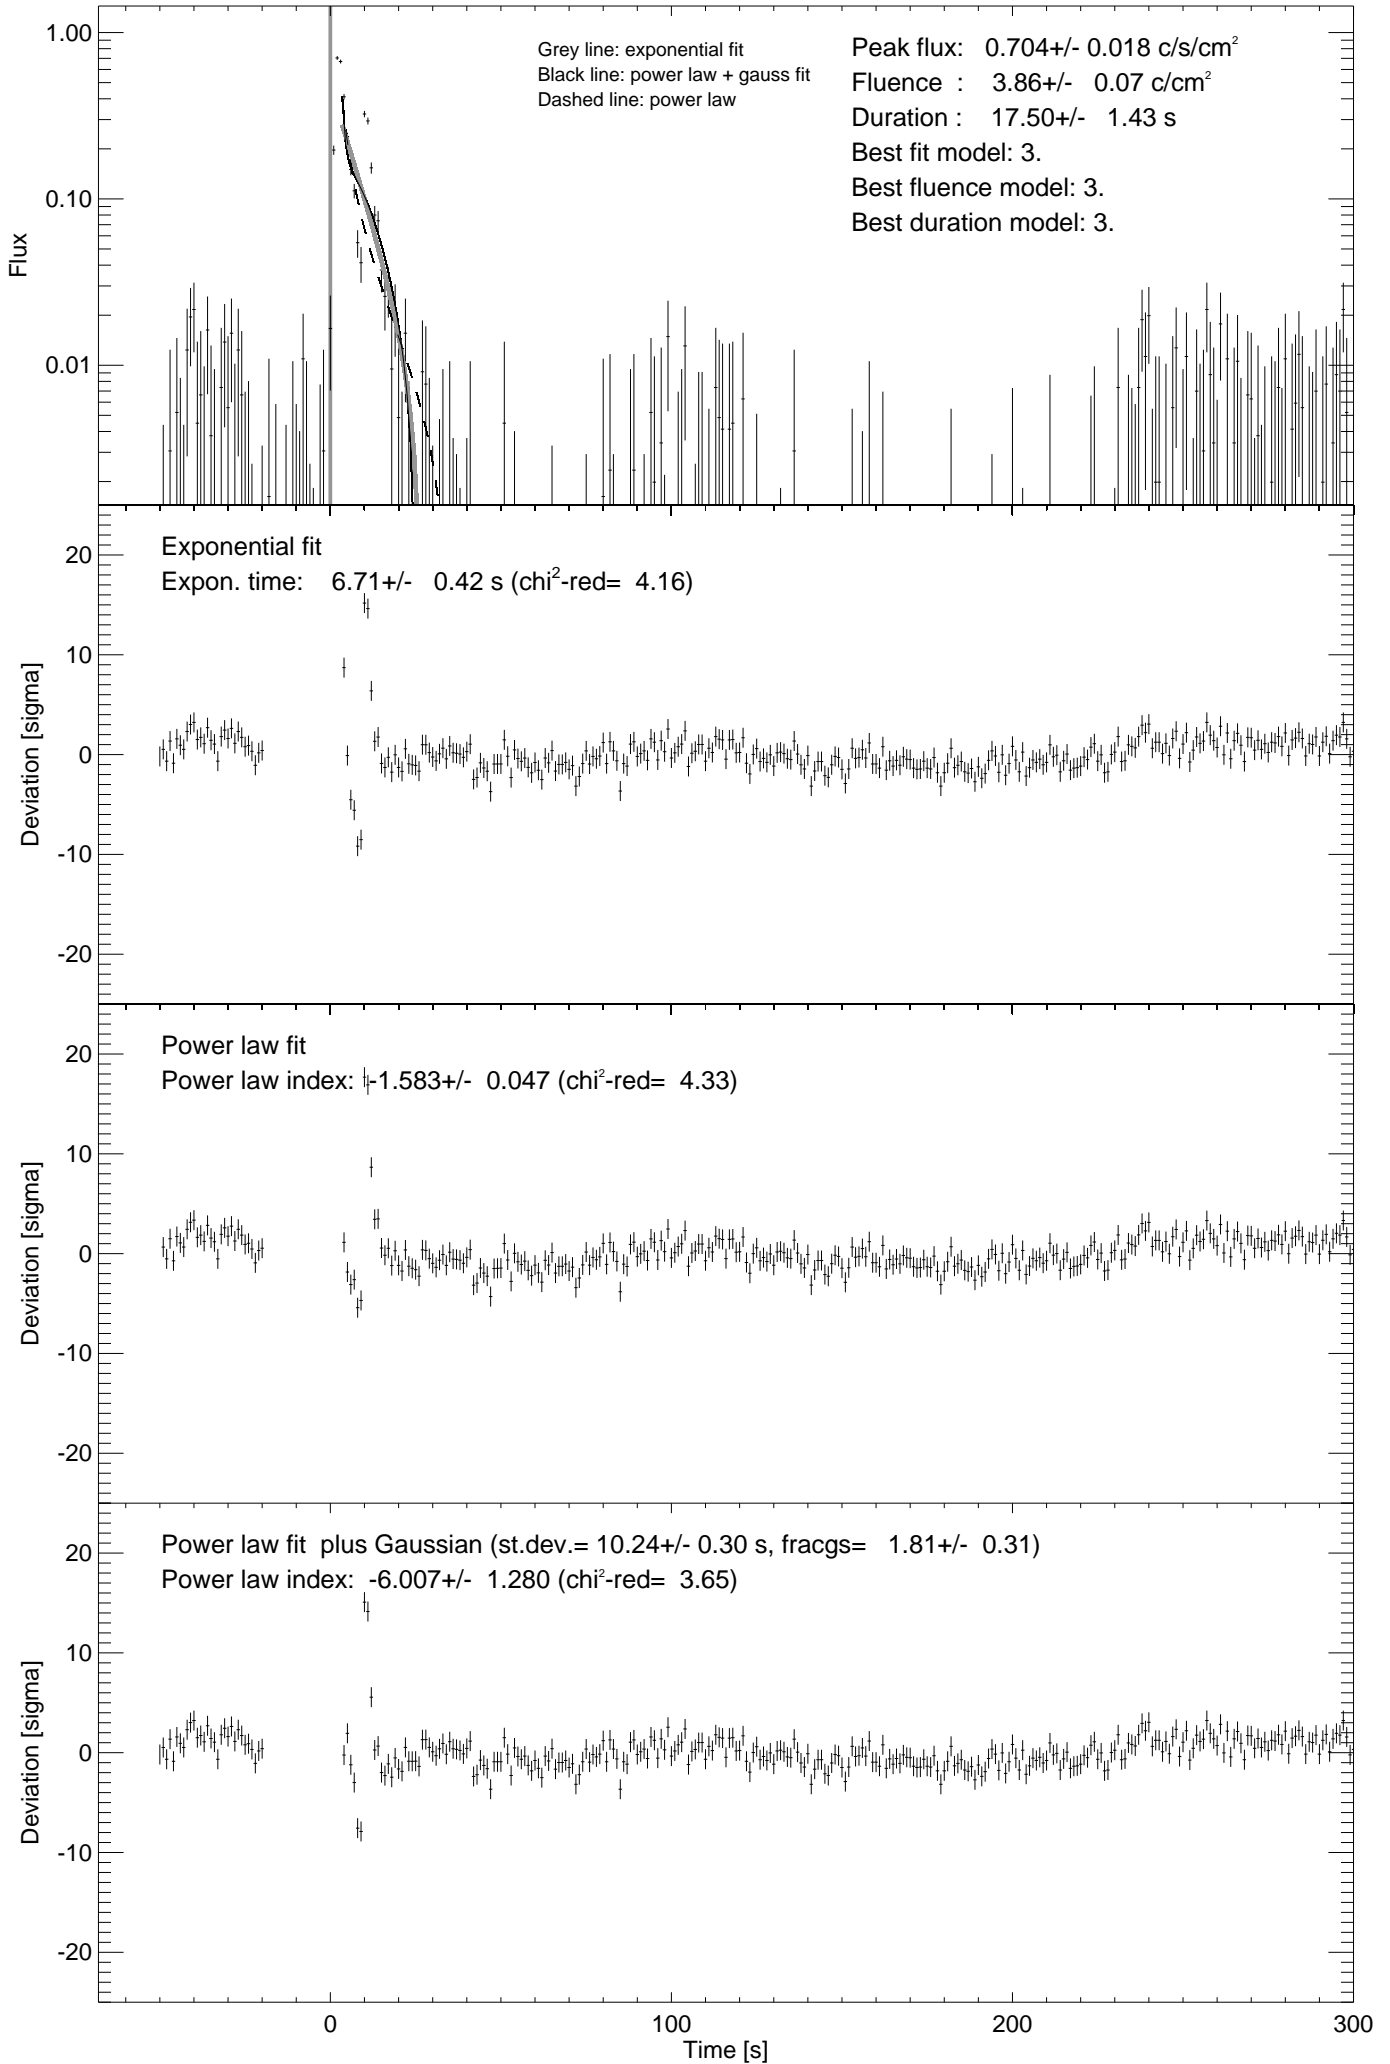 1.00
0.10
0.01
Flux
Grey line: exponential fit
Black line: power law + gauss fit
Dashed line: power law
Peak flux: 0.704+/- 0.018 c/s/cm²
Fluence : 3.86+/- 0.07 c/cm²
Duration : 17.50+/- 1.43 s
Best fit model: 3.
Best fluence model: 3.
Best duration model: 3.
20
10
0
-10
-20
Deviation [sigma]
Exponential fit
Expon. time: 6.71+/- 0.42 s (chi²-red= 4.16)
20
10
0
-10
-20
Deviation [sigma]
Power law fit
Power law index: -1.583+/- 0.047 (chi²-red= 4.33)
20
10
0
-10
-20
Deviation [sigma]
Power law fit plus Gaussian (st.dev.= 10.24+/- 0.30 s, fracgs= 1.81+/- 0.31)
Power law index: -6.007+/- 1.280 (chi²-red= 3.65)
0 100 200 300
Time [s]